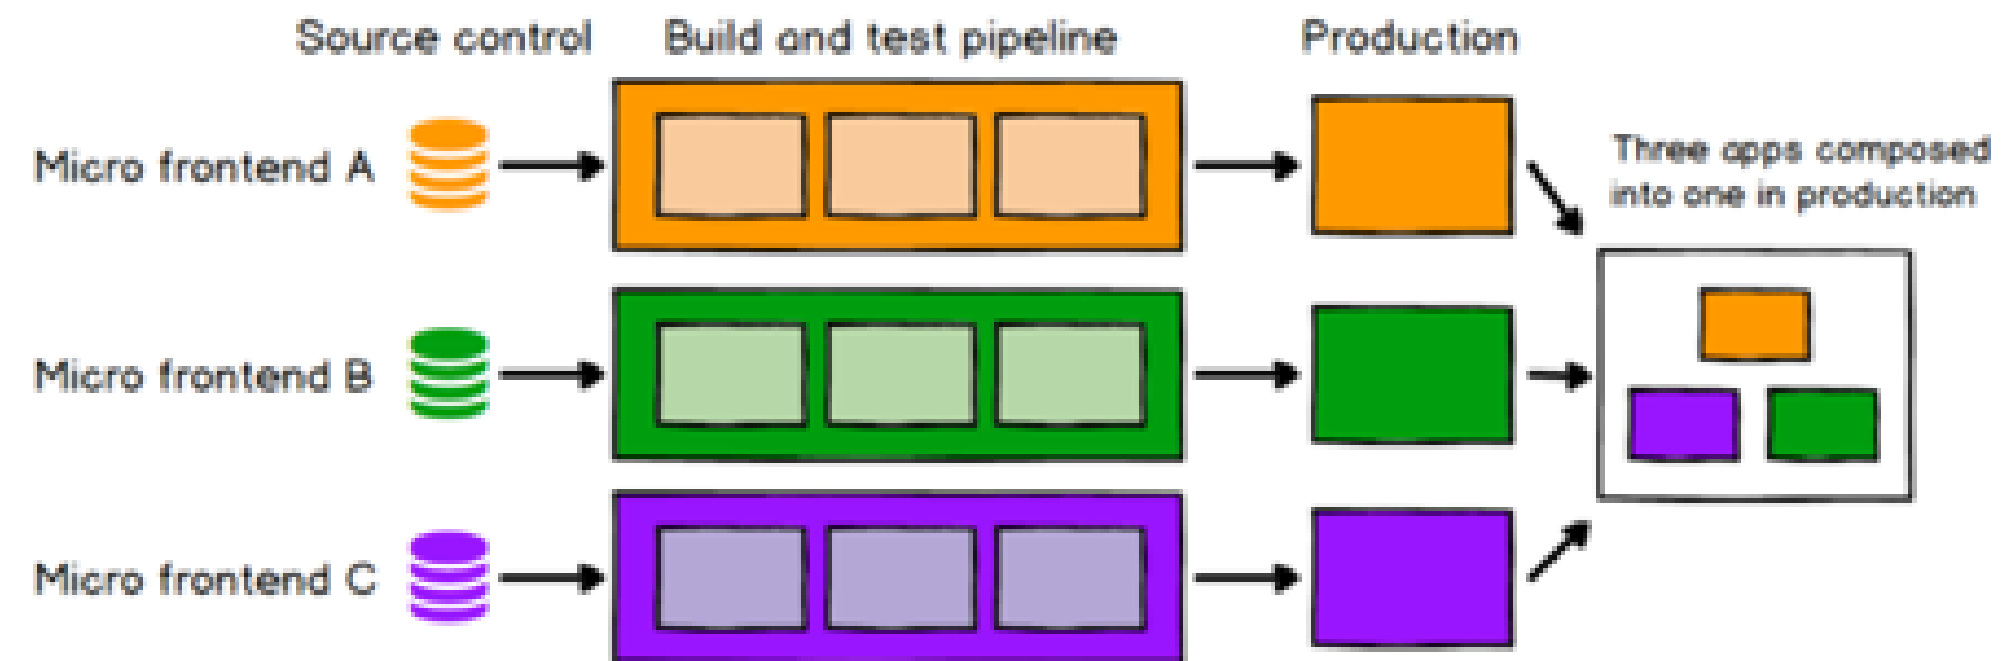 Source control
Build and test pipeline
Production
Micro frontend A
Three apps composed
into one in production
Micro frontend B
Micro frontend C